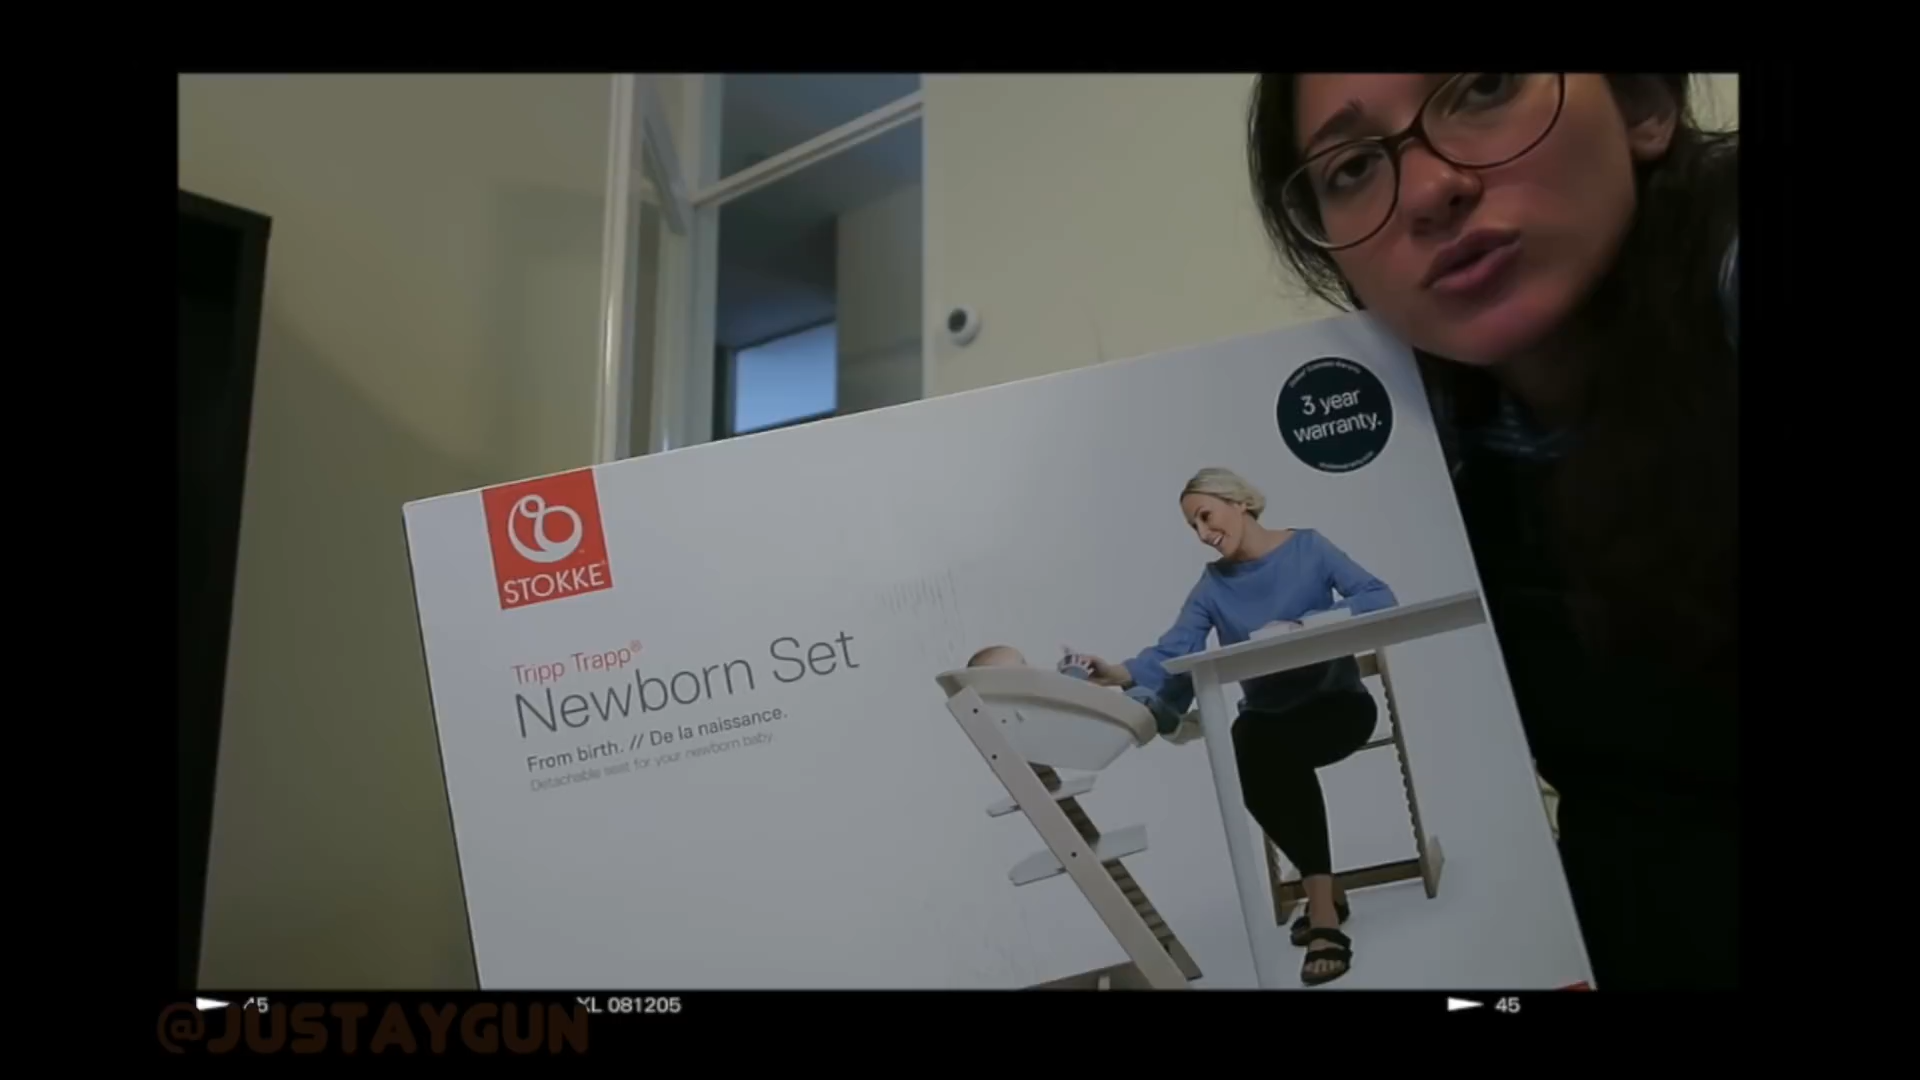 3 year
warranty.
STOKKE
Tripp Trapp®
Newborn Set
From birth. // De la naissance.
Detachable seat for your newborn baby.
45
XL 081205
45
@JUSTAYGUN